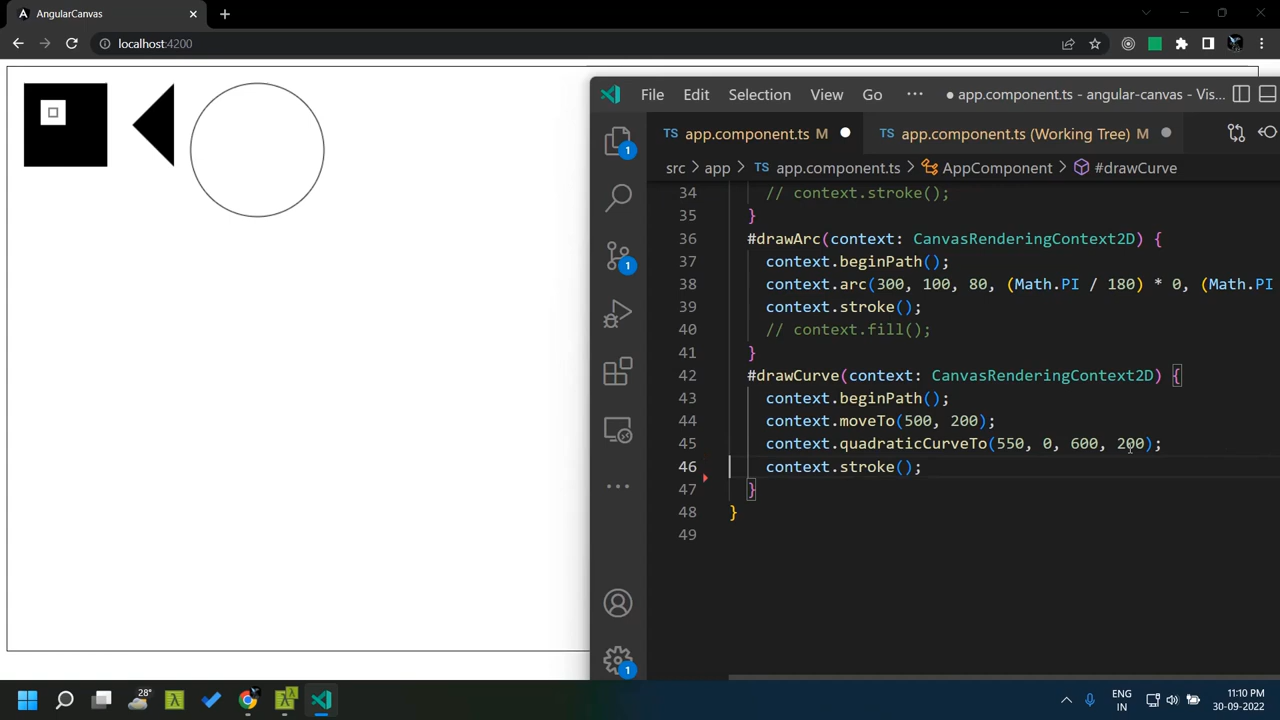 AngularCanvas
localhost:4200
File Edit Selection View Go ··· ● app.component.ts - angular-canvas - Vis...
TS app.component.ts M TS app.component.ts (Working Tree) M
src > app > TS app.component.ts > AppComponent > #drawCurve
34 // context.stroke();
35 }
36 #drawArc(context: CanvasRenderingContext2D) {
37 context.beginPath();
38 context.arc(300, 100, 80, (Math.PI / 180) * 0, (Math.PI
39 context.stroke();
40 // context.fill();
41 }
42 #drawCurve(context: CanvasRenderingContext2D) {
43 context.beginPath();
44 context.moveTo(500, 200);
45 context.quadraticCurveTo(550, 0, 600, 200);
46 context.stroke();
47 }
48 }
49
1
1
1
28°
ENG
IN
11:10 PM
30-09-2022